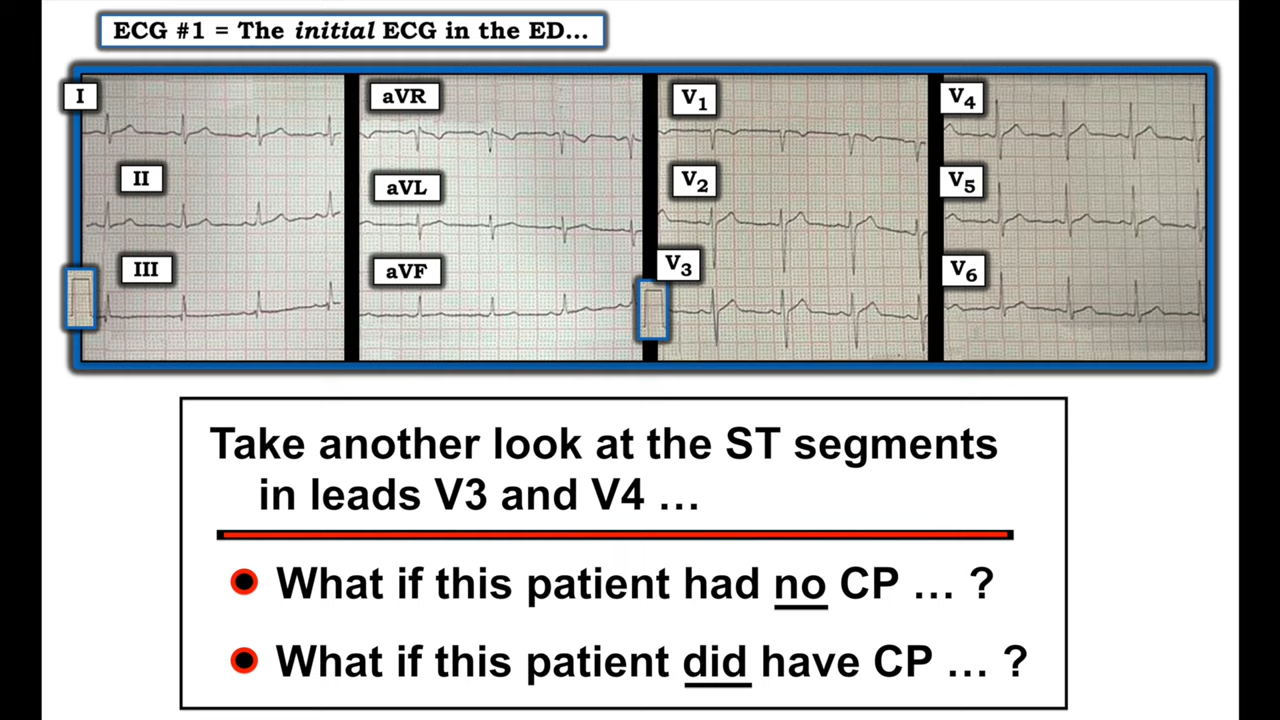 ECG #1 = The initial ECG in the ED...
I
aVR
V1
V4
II
aVL
V2
V5
III
aVF
V3
V6
Take another look at the ST segments
in leads V3 and V4 ...
What if this patient had no CP ... ?
What if this patient did have CP ... ?